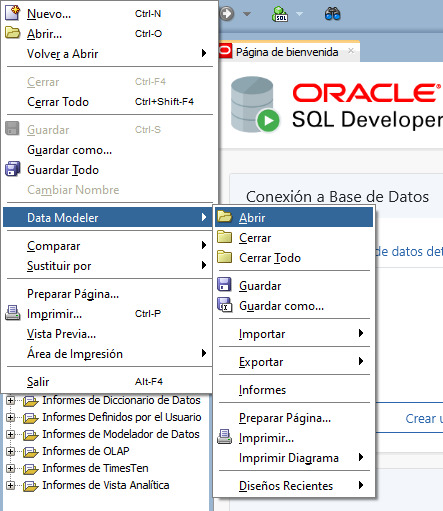 Nuevo... Ctrl-N
Abrir... Ctrl-O
Volver a Abrir
Cerrar Ctrl-F4
Cerrar Todo Ctrl+Shift-F4
Guardar Ctrl-S
Guardar como...
Guardar Todo
Cambiar Nombre
Data Modeler
Comparar
Sustituir por
Preparar Página...
Imprimir... Ctrl-P
Vista Previa...
Área de Impresión
Salir Alt-F4
Informes de Diccionario de Datos
Informes Definidos por el Usuario
Informes de Modelador de Datos
Informes de OLAP
Informes de TimesTen
Informes de Vista Analítica
SQL
Página de bienvenida
ORACLE
SQL Developer
Conexión a Base de Datos
de datos det
Crear u
Abrir
Cerrar
Cerrar Todo
Guardar
Guardar como...
Importar
Exportar
Informes
Preparar Página...
Imprimir...
Imprimir Diagrama
Diseños Recientes